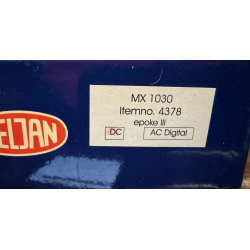 MX 1030
Itemno. 4378
epoke III
DC AC Digital
ELJAN